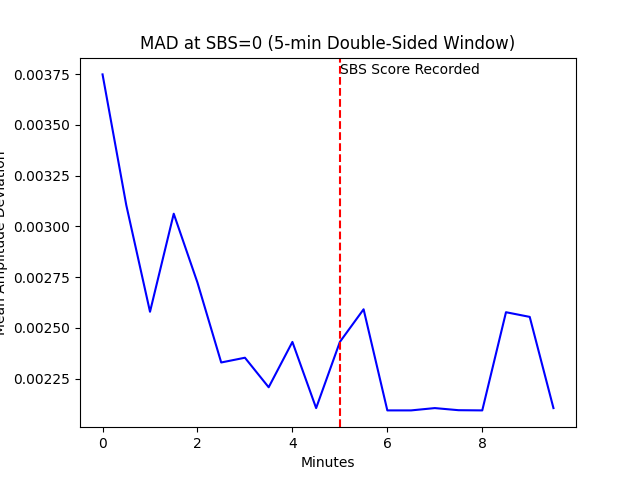 MAD at SBS=0 (5-min Double-Sided Window)
SBS Score Recorded
Mean Amplitude Deviation
0.00375
0.00350
0.00325
0.00300
0.00275
0.00250
0.00225
0 2 4 6 8
Minutes